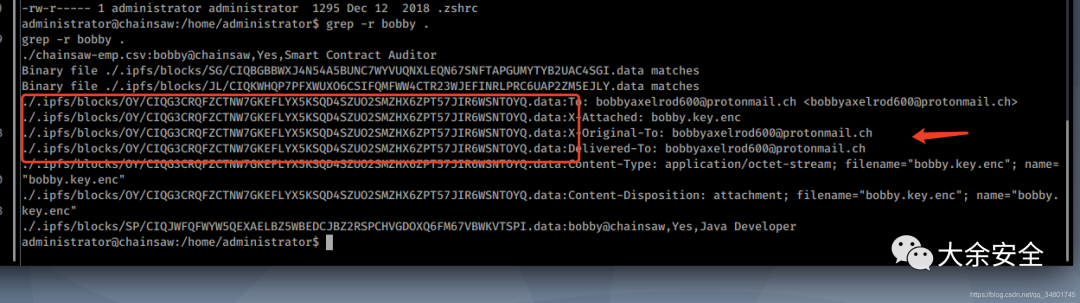 -rw-r----- 1 administrator administrator  1295 Dec 12  2018 .zshrc
administrator@chainsaw:/home/administrator$ grep -r bobby .
grep -r bobby .
./chainsaw-emp.csv:bobby@chainsaw,Yes,Smart Contract Auditor
Binary file ./.ipfs/blocks/SG/CIQBGBBWXJ4N54A5BUNC7WYVUQNXLEQN67SNFTAPGUMYTYB2UAC4SGI.data matches
Binary file ./.ipfs/blocks/JL/CIQKWHQP7PFXWUXO6CSIFQMFWW4CTR23WJEFINRLPRC6UAP2ZM5EJLY.data matches
./.ipfs/blocks/OY/CIQG3CRQFZCTNW7GKEFLYX5KSQD4SZUO2SMZHX6ZPT57JIR6WSNTOYQ.data:To: bobbyaxelrod600@protonmail.ch <bobbyaxelrod600@protonmail.ch>
./.ipfs/blocks/OY/CIQG3CRQFZCTNW7GKEFLYX5KSQD4SZUO2SMZHX6ZPT57JIR6WSNTOYQ.data:X-Attached: bobby.key.enc
./.ipfs/blocks/OY/CIQG3CRQFZCTNW7GKEFLYX5KSQD4SZUO2SMZHX6ZPT57JIR6WSNTOYQ.data:X-Original-To: bobbyaxelrod600@protonmail.ch
./.ipfs/blocks/OY/CIQG3CRQFZCTNW7GKEFLYX5KSQD4SZUO2SMZHX6ZPT57JIR6WSNTOYQ.data:Delivered-To: bobbyaxelrod600@protonmail.ch
./.ipfs/blocks/OY/CIQG3CRQFZCTNW7GKEFLYX5KSQD4SZUO2SMZHX6ZPT57JIR6WSNTOYQ.data:Content-Type: application/octet-stream; filename="bobby.key.enc"; name=
"bobby.key.enc"
./.ipfs/blocks/OY/CIQG3CRQFZCTNW7GKEFLYX5KSQD4SZUO2SMZHX6ZPT57JIR6WSNTOYQ.data:Content-Disposition: attachment; filename="bobby.key.enc"; name="bobby.
key.enc"
./.ipfs/blocks/SP/CIQJWFQFWYW5QEXAELBZ5WBEDCJBZ2RSPCHVGDOXQ6FM67VBWKVTSPI.data:bobby@chainsaw,Yes,Java Developer
administrator@chainsaw:/home/administrator$
大余安全
https://blog.csdn.net/qq_34801745